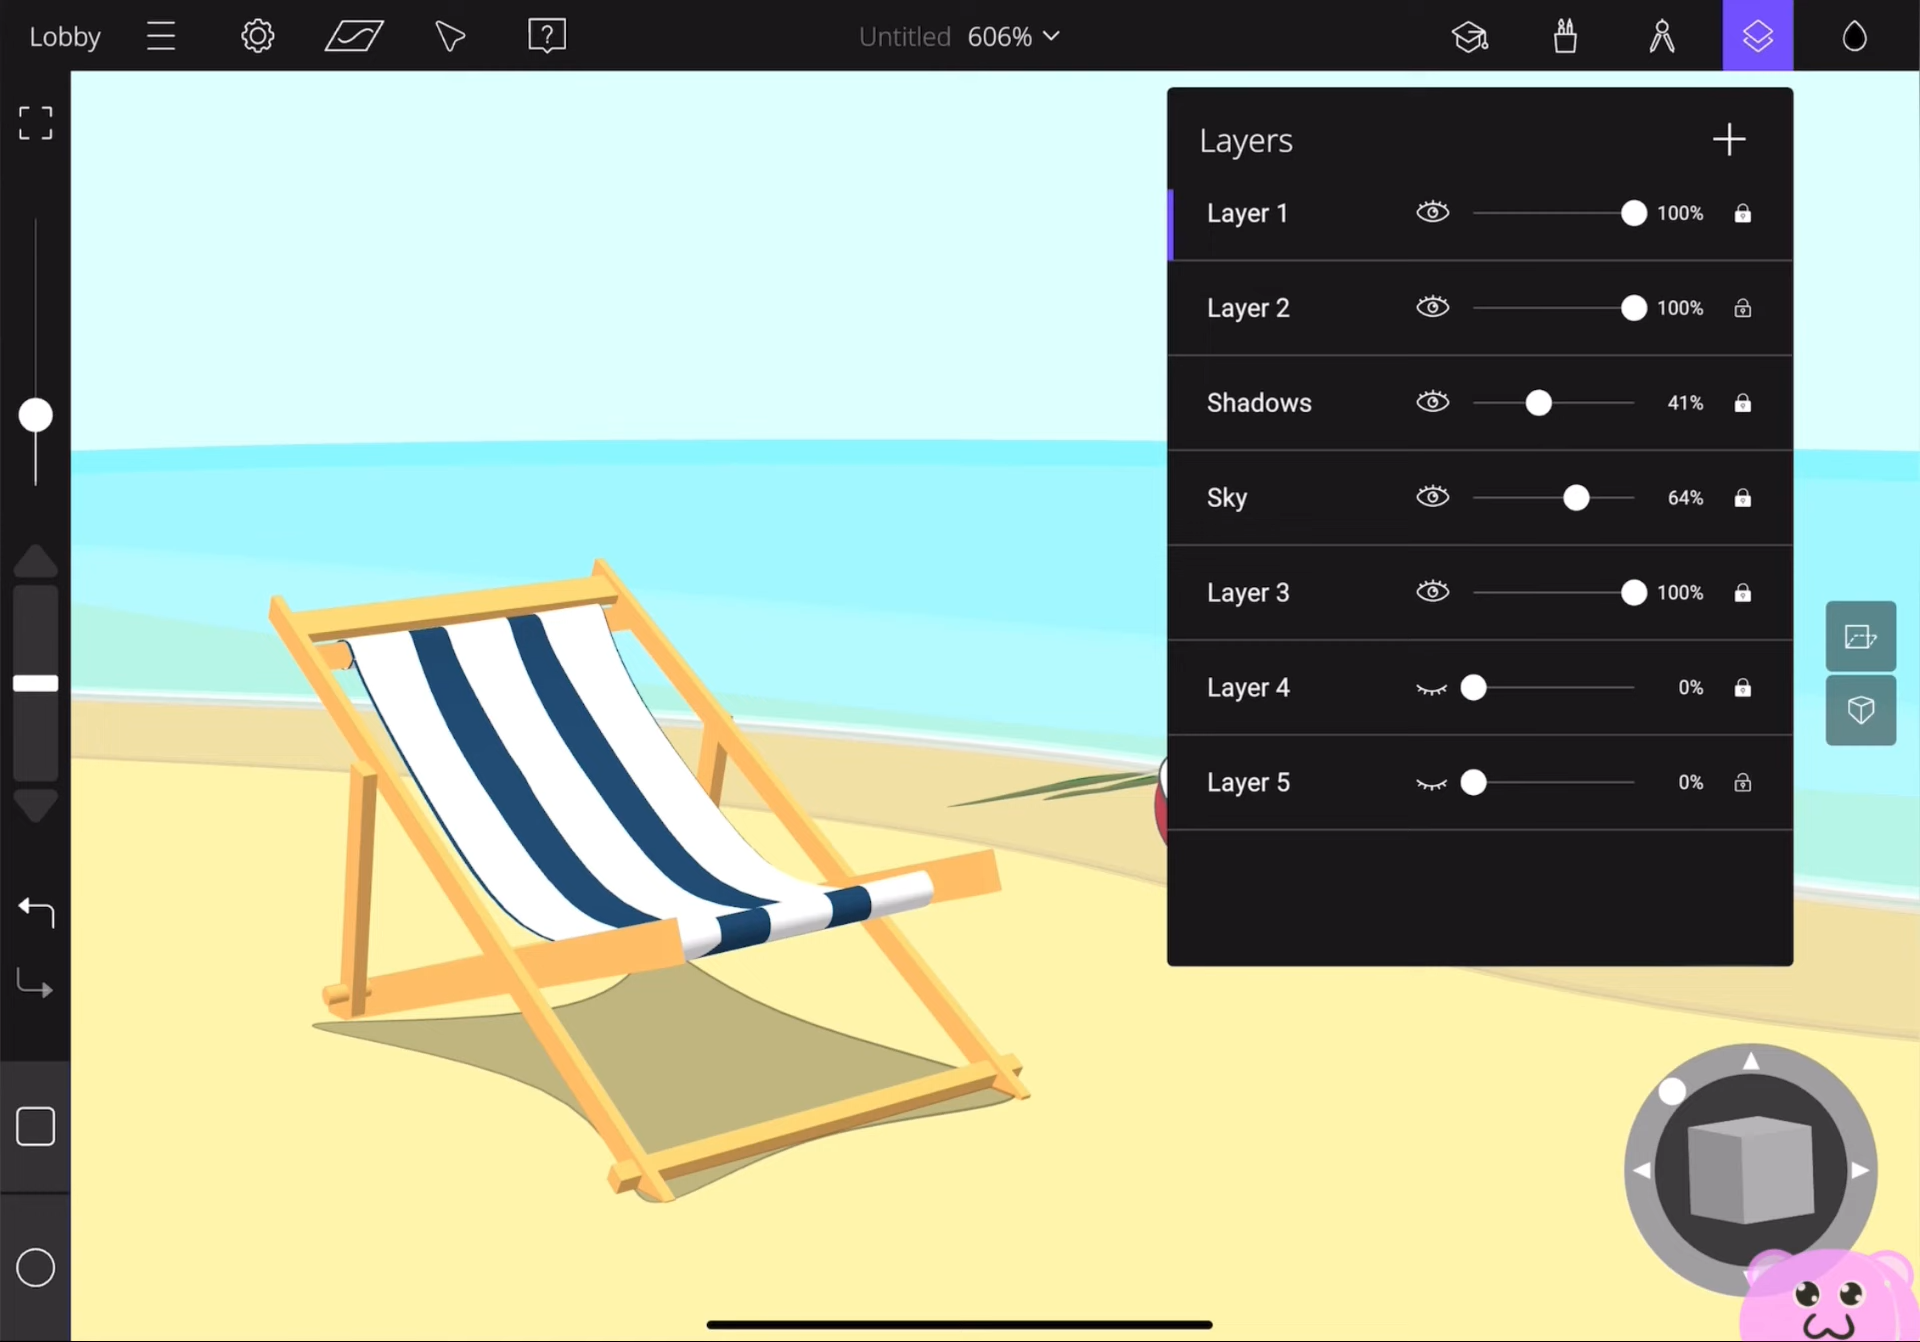 Lobby
? Untitled 606%
Layers
Layer 1 100%
Layer 2 100%
Shadows 41%
Sky 64%
Layer 3 100%
Layer 4 0%
Layer 5 0%